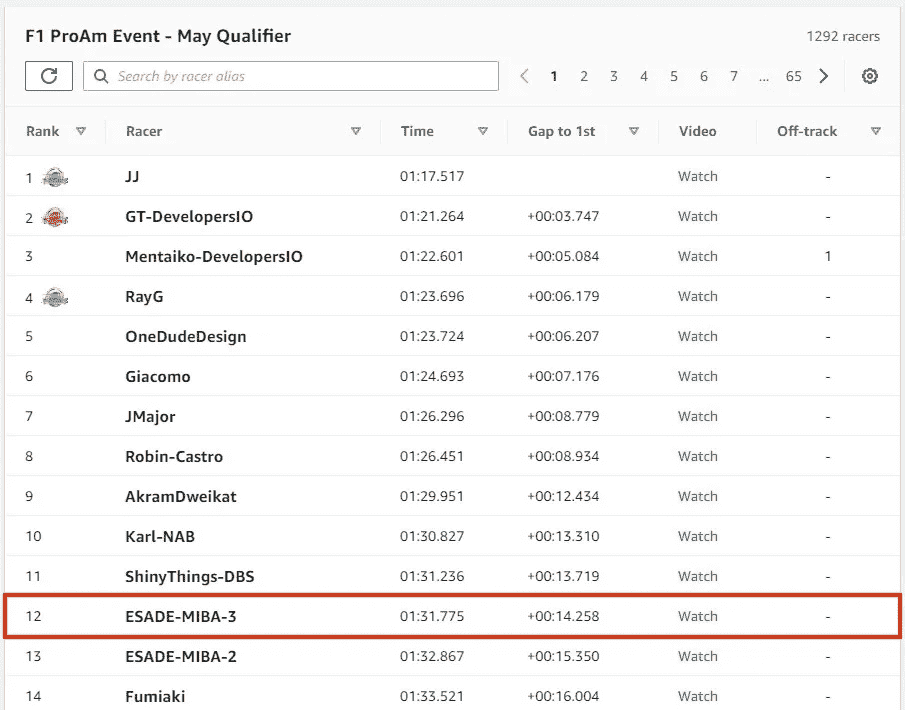 F1 ProAm Event - May Qualifier 1292 racers
Search by racer alias 1 2 3 4 5 6 7 ... 65
Rank Racer Time Gap to 1st Video Off-track
1 JJ 01:17.517 Watch -
2 GT-DevelopersIO 01:21.264 +00:03.747 Watch -
3 Mentaiko-DevelopersIO 01:22.601 +00:05.084 Watch 1
4 RayG 01:23.696 +00:06.179 Watch -
5 OneDudeDesign 01:23.724 +00:06.207 Watch -
6 Giacomo 01:24.693 +00:07.176 Watch -
7 JMajor 01:26.296 +00:08.779 Watch -
8 Robin-Castro 01:26.451 +00:08.934 Watch -
9 AkramDweikat 01:29.951 +00:12.434 Watch -
10 Karl-NAB 01:30.827 +00:13.310 Watch -
11 ShinyThings-DBS 01:31.236 +00:13.719 Watch -
12 ESADE-MIBA-3 01:31.775 +00:14.258 Watch -
13 ESADE-MIBA-2 01:32.867 +00:15.350 Watch -
14 Fumiaki 01:33.521 +00:16.004 Watch -